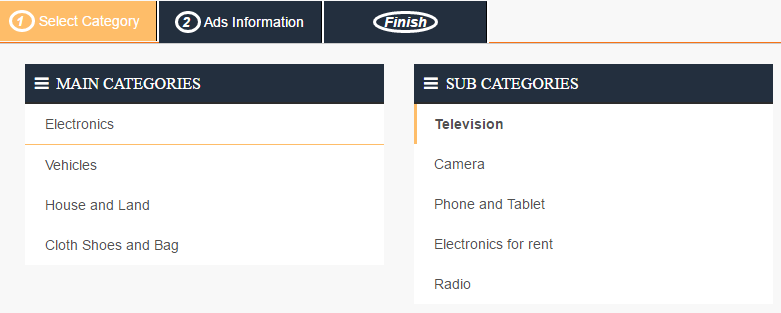 1 Select Category
2 Ads Information
Finish
MAIN CATEGORIES
Electronics
Vehicles
House and Land
Cloth Shoes and Bag
SUB CATEGORIES
Television
Camera
Phone and Tablet
Electronics for rent
Radio